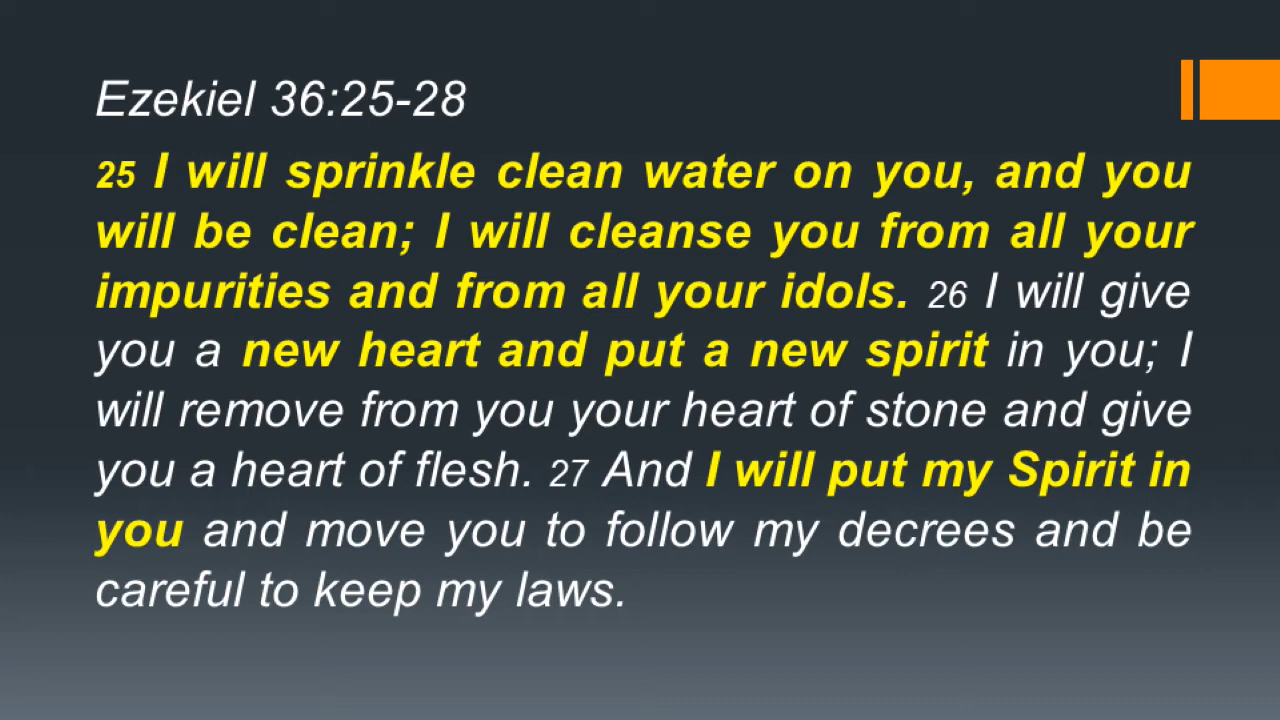 Ezekiel 36:25-28
25 I will sprinkle clean water on you, and you
will be clean; I will cleanse you from all your
impurities and from all your idols. 26 I will give
you a new heart and put a new spirit in you; I
will remove from you your heart of stone and give
you a heart of flesh. 27 And I will put my Spirit in
you and move you to follow my decrees and be
careful to keep my laws.